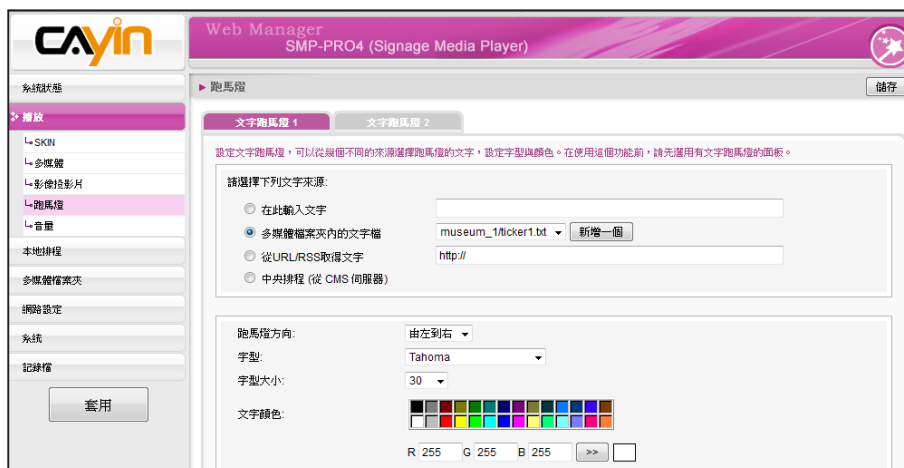 CAYIN
Web Manager
SMP-PRO4 (Signage Media Player)
系統狀態
播放
SKIN
多媒體
影像投影片
跑馬燈
音量
本地排程
多媒體檔案夾
網路設定
系統
記錄檔
套用
跑馬燈
儲存
文字跑馬燈 1
文字跑馬燈 2
設定文字跑馬燈，可以從幾個不同的來源選擇跑馬燈的文字，設定字型與顏色。在使用這個功能前，請先選用有文字跑馬燈的面板。
請選擇下列文字來源:
在此輸入文字
多媒體檔案夾內的文字檔 museum_1/ticker1.txt 新增一個
從URL/RSS取得文字 http://
中央排程 (從 CMS 伺服器)
跑馬燈方向: 由左到右
字型: Tahoma
字型大小: 30
文字顏色:
R 255 G 255 B 255 >>